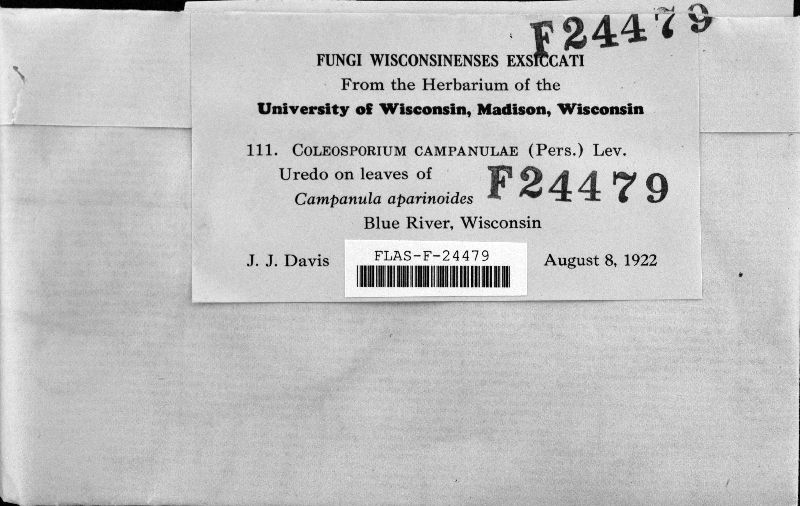 F24479
FUNGI WISCONSINENSES EXSICCATI
From the Herbarium of the
University of Wisconsin, Madison, Wisconsin
111. COLEOSPORIUM CAMPANULAE (Pers.) Lev.
Uredo on leaves of
F24479
Campanula aparinoides
Blue River, Wisconsin
J. J. Davis
FLAS-F-24479
August 8, 1922